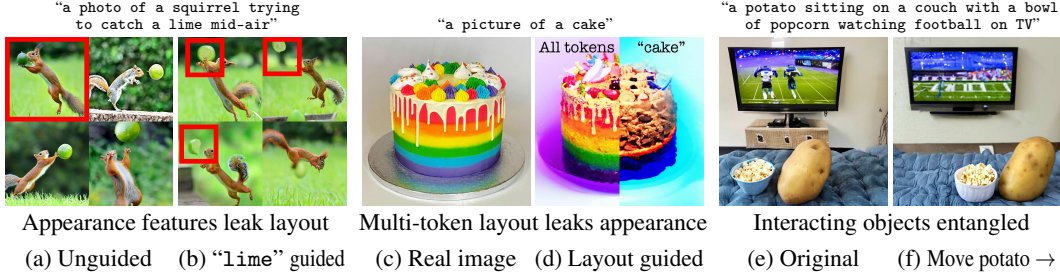 “a photo of a squirrel trying
to catch a lime mid-air”
“a picture of a cake”
“a potato sitting on a couch with a bowl
of popcorn watching football on TV”
All tokens
“cake”
Appearance features leak layout
Multi-token layout leaks appearance
Interacting objects entangled
(a) Unguided
(b) “lime” guided
(c) Real image
(d) Layout guided
(e) Original
(f) Move potato →